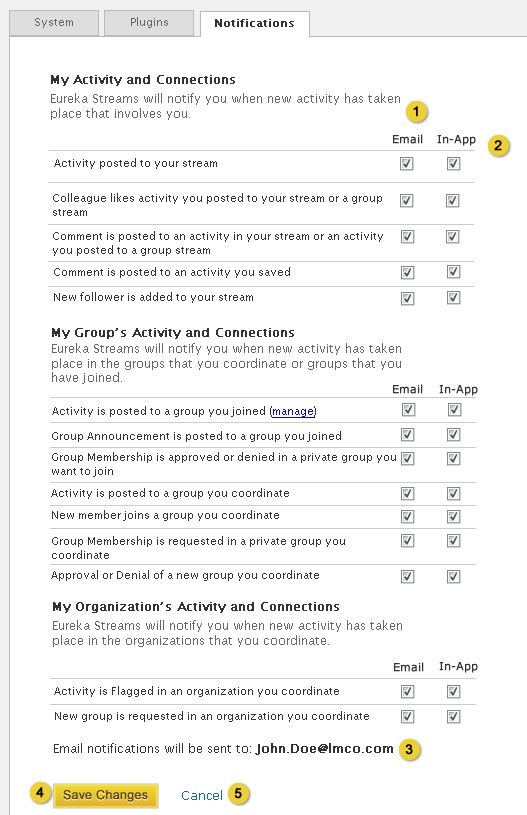 System Plugins Notifications
My Activity and Connections
Eureka Streams will notify you when new activity has taken
place that involves you.
1
Email In-App 2
Activity posted to your stream
Colleague likes activity you posted to your stream or a group
stream
Comment is posted to an activity in your stream or an activity
you posted to a group stream
Comment is posted to an activity you saved
New follower is added to your stream
My Group's Activity and Connections
Eureka Streams will notify you when new activity has taken
place in the groups that you coordinate or groups that you
have joined.
Email In-App
Activity is posted to a group you joined (manage)
Group Announcement is posted to a group you joined
Group Membership is approved or denied in a private group you
want to join
Activity is posted to a group you coordinate
New member joins a group you coordinate
Group Membership is requested in a private group you
coordinate
Approval or Denial of a new group you coordinate
My Organization's Activity and Connections
Eureka Streams will notify you when new activity has taken
place in the organizations that you coordinate.
Email In-App
Activity is Flagged in an organization you coordinate
New group is requested in an organization you coordinate
Email notifications will be sent to: John.Doe@lmco.com 3
4 Save Changes Cancel 5